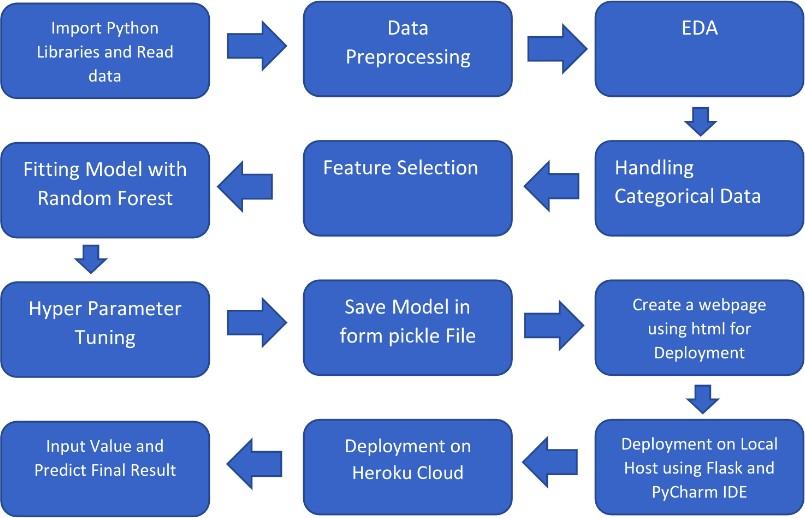 Import Python
Libraries and Read
data
Data
Preprocessing
EDA
Handling
Categorical Data
Feature Selection
Fitting Model with
Random Forest
Hyper Parameter
Tuning
Save Model in
form pickle File
Create a webpage
using html for
Deployment
Deployment on Local
Host using Flask and
PyCharm IDE
Deployment on
Heroku Cloud
Input Value and
Predict Final Result